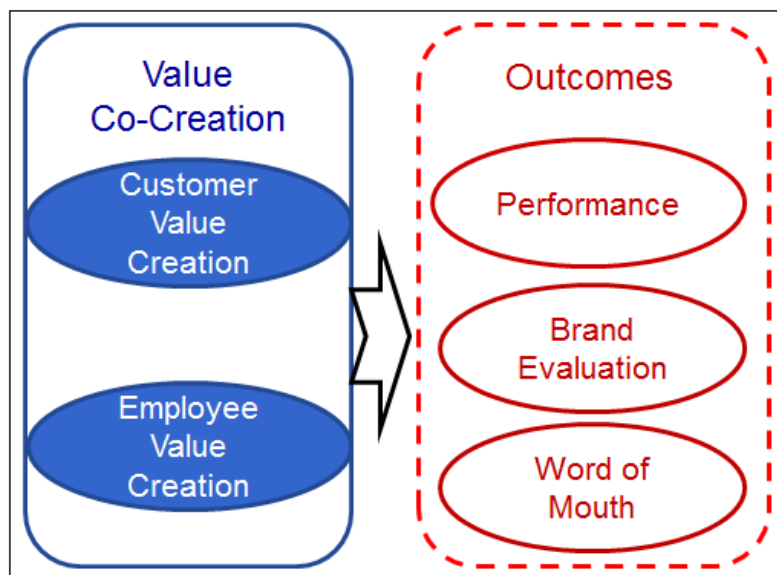 Value
Co-Creation
Customer
Value
Creation
Employee
Value
Creation
Outcomes
Performance
Brand
Evaluation
Word of
Mouth